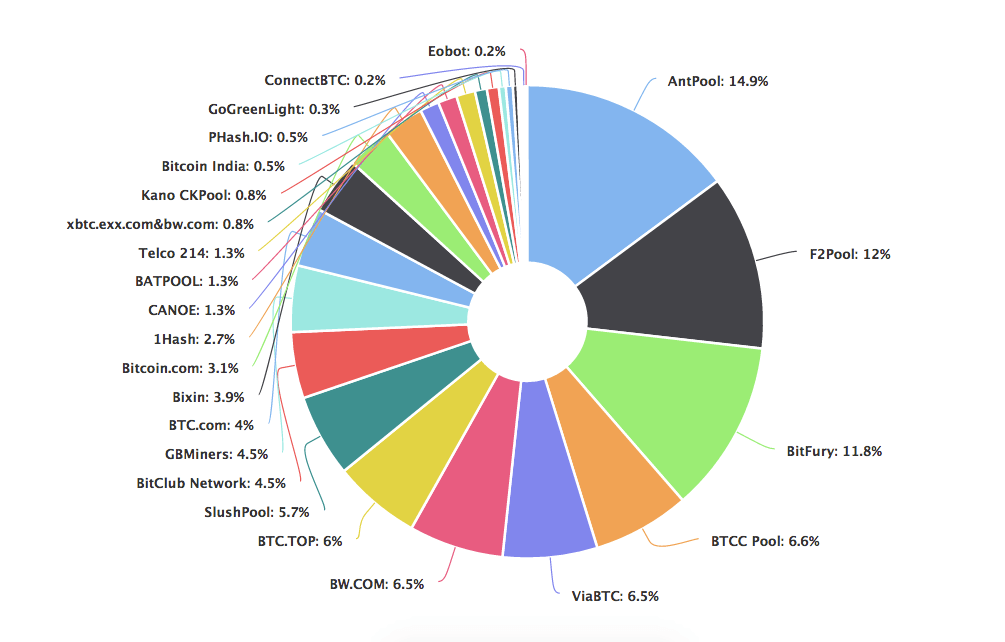 Eobot: 0.2%
AntPool: 14.9%
ConnectBTC: 0.2%
GoGreenLight: 0.3%
PHash.IO: 0.5%
Bitcoin India: 0.5%
Kano CKPool: 0.8%
xbtc.exx.com&bw.com: 0.8%
Telco 214: 1.3%
F2Pool: 12%
BATPOOL: 1.3%
CANOE: 1.3%
1Hash: 2.7%
Bitcoin.com: 3.1%
Bixin: 3.9%
BTC.com: 4%
GBMiners: 4.5%
BitFury: 11.8%
BitClub Network: 4.5%
SlushPool: 5.7%
BTC.TOP: 6%
BTCC Pool: 6.6%
BW.COM: 6.5%
ViaBTC: 6.5%